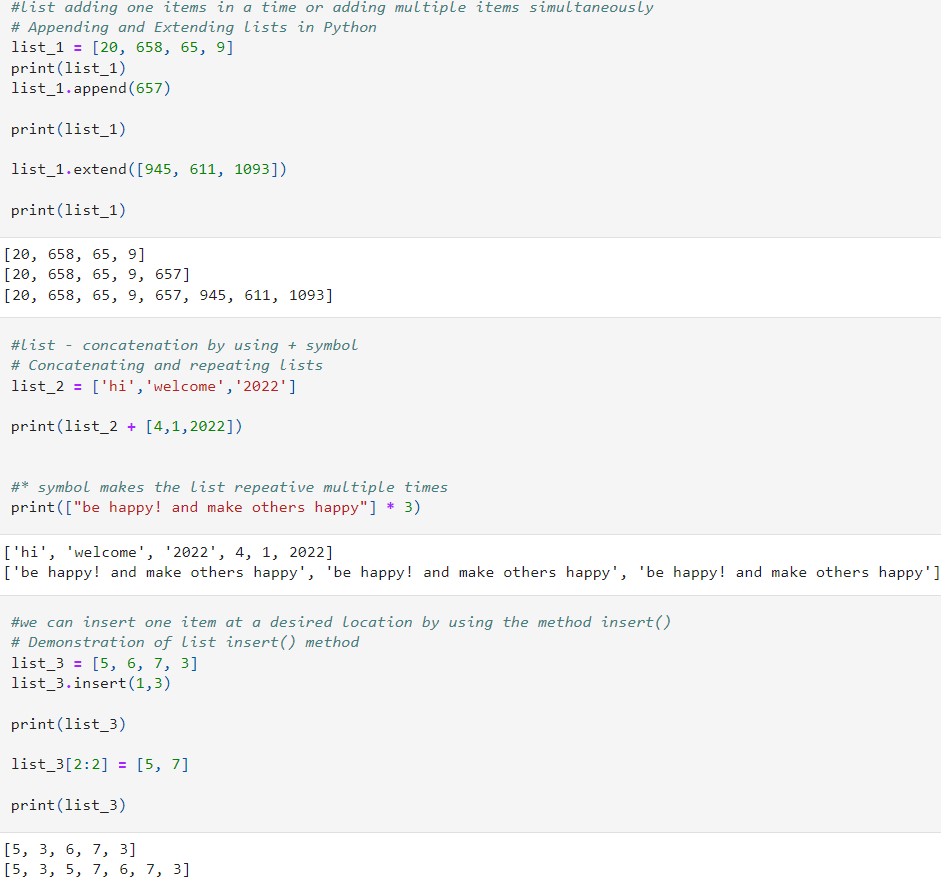 #list adding one items in a time or adding multiple items simultaneously
# Appending and Extending lists in Python
list_1 = [20, 658, 65, 9]
print(list_1)
list_1.append(657)
print(list_1)
list_1.extend([945, 611, 1093])
print(list_1)
[20, 658, 65, 9]
[20, 658, 65, 9, 657]
[20, 658, 65, 9, 657, 945, 611, 1093]
#list - concatenation by using + symbol
# Concatenating and repeating lists
list_2 = ['hi','welcome','2022']
print(list_2 + [4,1,2022])
#* symbol makes the list repeative multiple times
print(["be happy! and make others happy"] * 3)
['hi', 'welcome', '2022', 4, 1, 2022]
['be happy! and make others happy', 'be happy! and make others happy', 'be happy! and make others happy']
#we can insert one item at a desired location by using the method insert()
# Demonstration of list insert() method
list_3 = [5, 6, 7, 3]
list_3.insert(1,3)
print(list_3)
list_3[2:2] = [5, 7]
print(list_3)
[5, 3, 6, 7, 3]
[5, 3, 5, 7, 6, 7, 3]